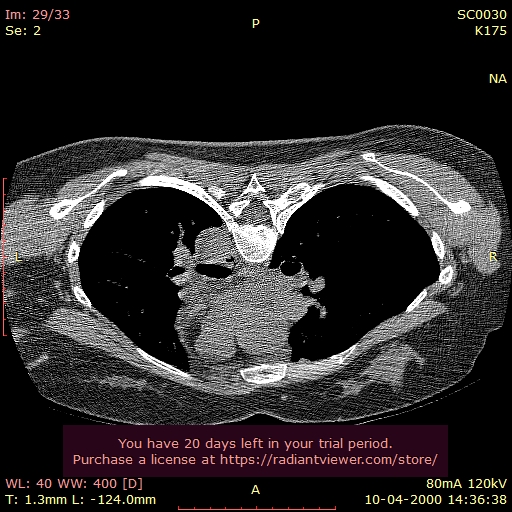 Im: 29/33
Se: 2
P
SC0030
K175
NA
L
R
You have 20 days left in your trial period.
Purchase a license at https://radiantviewer.com/store/
WL: 40 WW: 400 [D]
T: 1.3mm L: -124.0mm
A
80mA 120kV
10-04-2000 14:36:38